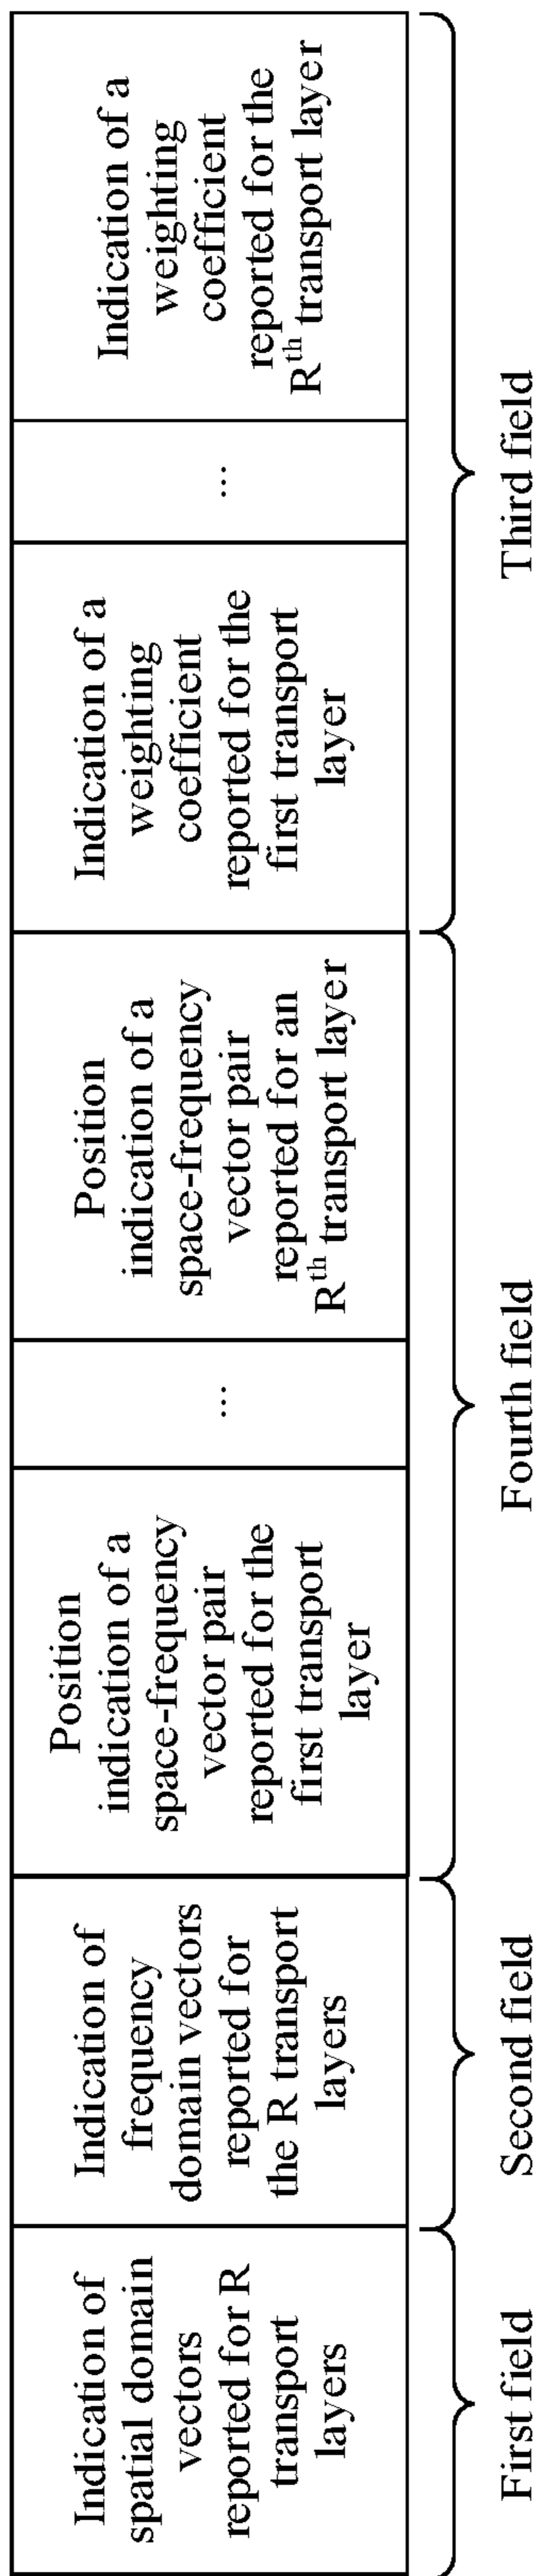 Indication of
spatial domain
vectors
reported for R
transport
layers
Indication of
frequency
domain vectors
reported for
the R transport
layers
Position
indication of a
space-frequency
vector pair
reported for the
first transport
layer
...
Position
indication of a
space-frequency
vector pair
reported for an
Rth transport layer
Indication of a
weighting
coefficient
reported for the
first transport
layer
...
Indication of a
weighting
coefficient
reported for the
Rth transport layer
First field
Second field
Fourth field
Third field